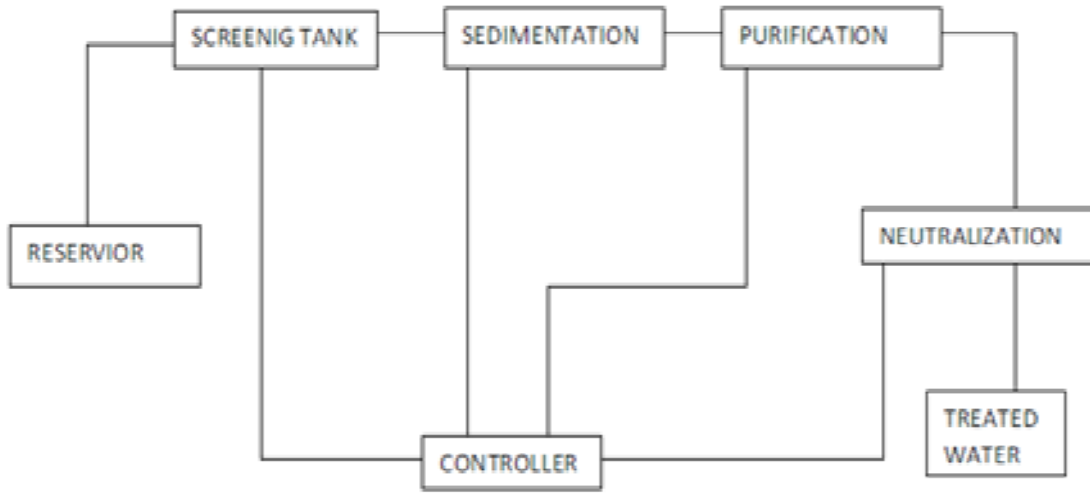 SCREENIG TANK
SEDIMENTATION
PURIFICATION
RESERVIOR
NEUTRALIZATION
TREATED
WATER
CONTROLLER